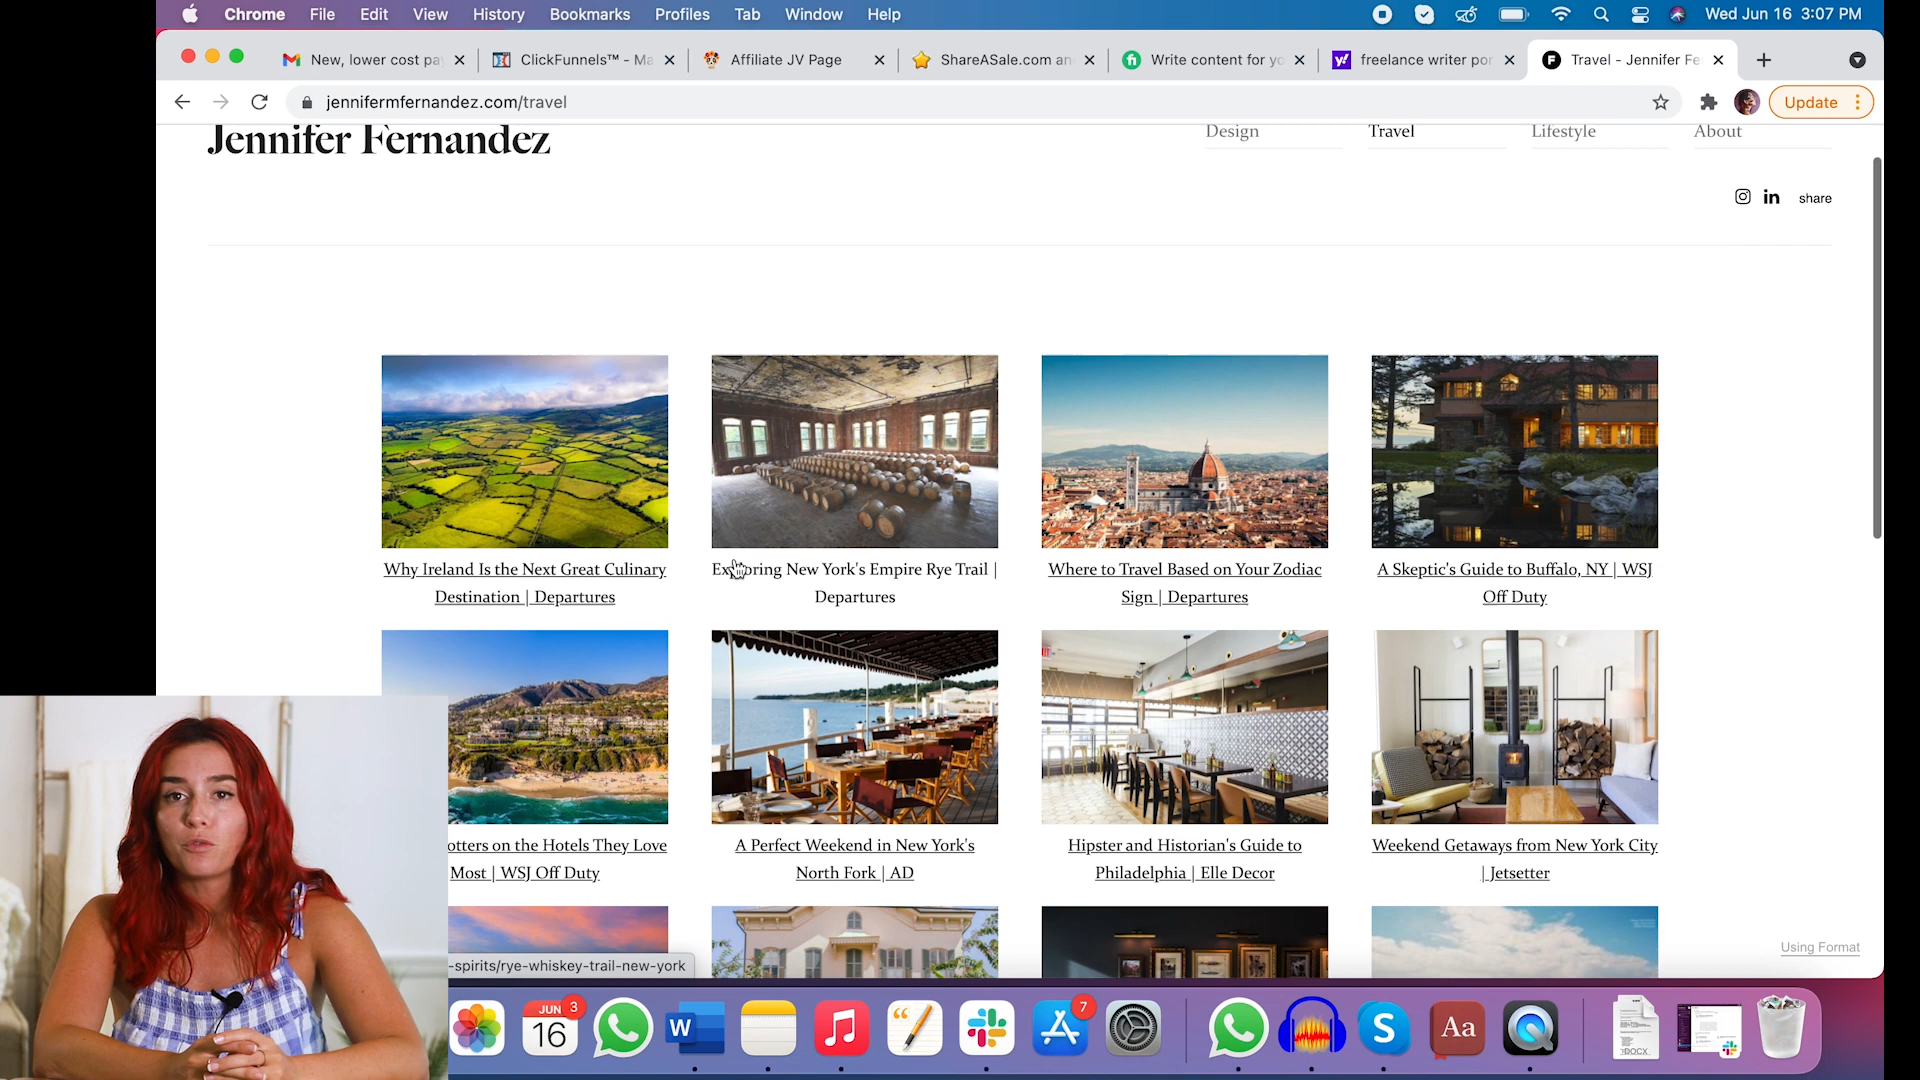 Chrome File Edit View History Bookmarks Profiles Tab Window Help
Wed Jun 16 3:07 PM
New, lower cost pa
ClickFunnels™ - Ma
Affiliate JV Page
ShareASale.com an
Write content for yo
freelance writer por
Travel - Jennifer Fe
jennifermfernandez.com/travel
Update
Jennifer Fernandez
Design
Travel
Lifestyle
About
in share
Why Ireland Is the Next Great Culinary
Destination | Departures
Exploring New York's Empire Rye Trail |
Departures
Where to Travel Based on Your Zodiac
Sign | Departures
A Skeptic's Guide to Buffalo, NY | WSJ
Off Duty
otters on the Hotels They Love
Most | WSJ Off Duty
A Perfect Weekend in New York's
North Fork | AD
Hipster and Historian's Guide to
Philadelphia | Elle Decor
Weekend Getaways from New York City
| Jetsetter
Using Format
-spirits/rye-whiskey-trail-new-york
JUN
16
3
W
7
S
Aa
DOCX